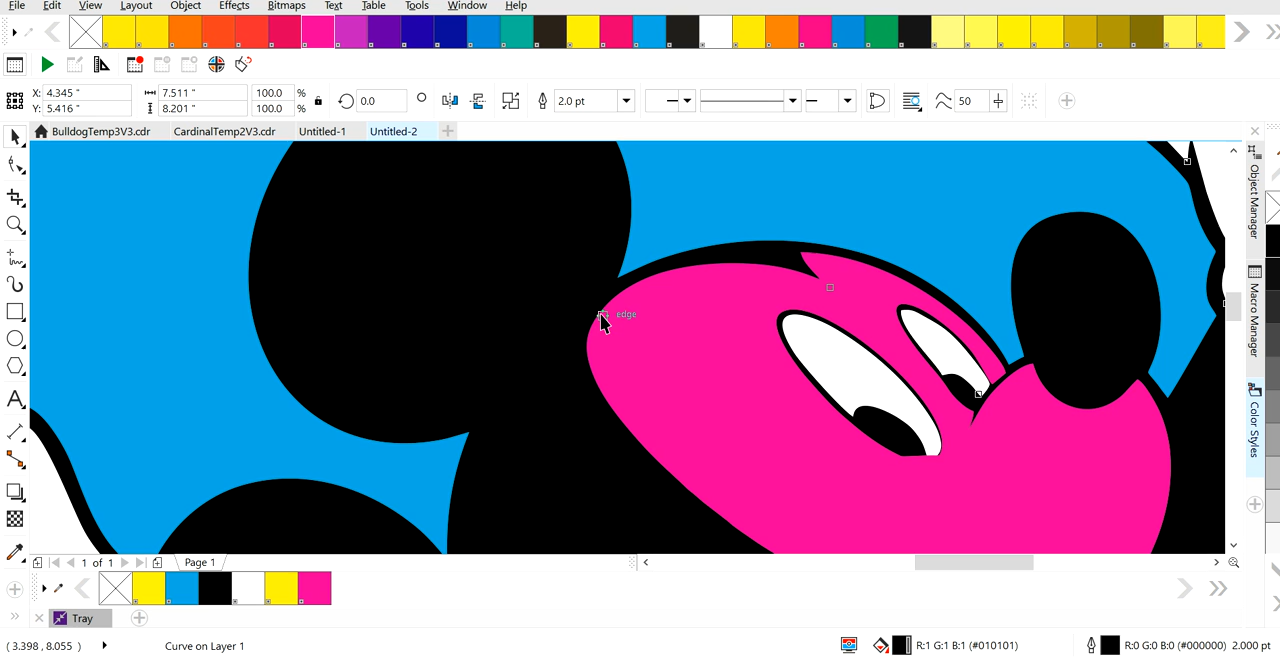 File Edit View Layout Object Effects Bitmaps Text Table Tools Window Help
X: 4.345 " 7.511 " 100.0 % 0.0 2.0 pt 50
Y: 5.416 " 8.201 " 100.0 %
BulldogTemp3V3.cdr CardinalTemp2V3.cdr Untitled-1 Untitled-2
Object Manager
Macro Manager
Color Styles
edge
1 of 1 Page 1
Tray
( 3.398 , 8.055 ) Curve on Layer 1 R:1 G:1 B:1 (#010101) R:0 G:0 B:0 (#000000) 2.000 pt